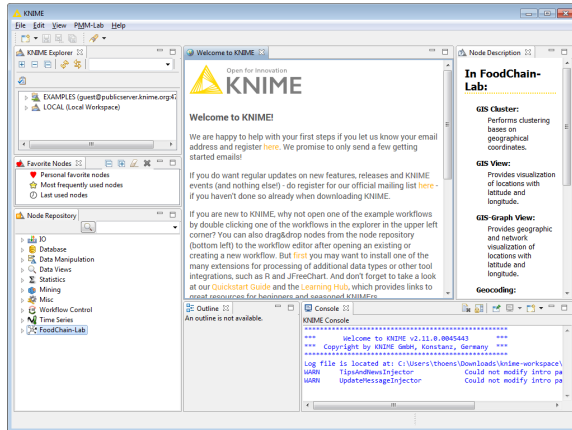 KNIME
File Edit View PMM-Lab Help
KNIME Explorer
EXAMPLES (guest@publicserver.knime.org:47
LOCAL (Local Workspace)
Favorite Nodes
Personal favorite nodes
Most frequently used nodes
Last used nodes
Node Repository
IO
Database
Data Manipulation
Data Views
Statistics
Mining
Misc
Workflow Control
Time Series
FoodChain-Lab
Welcome to KNIME
Open for Innovation
KNIME
Welcome to KNIME!
We are happy to help with your first steps if you let us know your email
address and register here. We promise to only send a few getting
started emails!
If you do want regular updates on new features, releases and KNIME
events (and nothing else!) - do register for our official mailing list here -
if you haven't done so already when downloading KNIME.
If you are new to KNIME, why not open one of the example workflows
by double clicking one of the workflows in the explorer in the upper left
corner? You can also drag&drop nodes from the node repository
(bottom left) to the workflow editor after opening an existing or
creating a new workflow. But first you may want to install one of the
many extensions for processing of additional data types or other tool
integrations, such as R and JFreeChart. And don't forget to take a look
at our Quickstart Guide and the Learning Hub, which provides links to
great resources for beginners and seasoned KNIMErs.
Outline
An outline is not available.
Console
KNIME Console
***************************************************
*** Welcome to KNIME v2.11.0.0045443 ***
*** Copyright by KNIME GmbH, Konstanz, Germany ***
***************************************************
Log file is located at: C:\Users\thoens\Downloads\knime-workspace\
WARN TipsAndNewsInjector Could not modify intro pa
WARN UpdateMessageInjector Could not modify intro pa
Node Description
In FoodChain-
Lab:
GIS Cluster:
Performs clustering
bases on
geographical
coordinates.
GIS View:
Provides visualization
of locations with
latitude and
longitude.
GIS-Graph View:
Provides geographic
and network
visualization of
locations with
latitude and
longitude.
Geocoding: